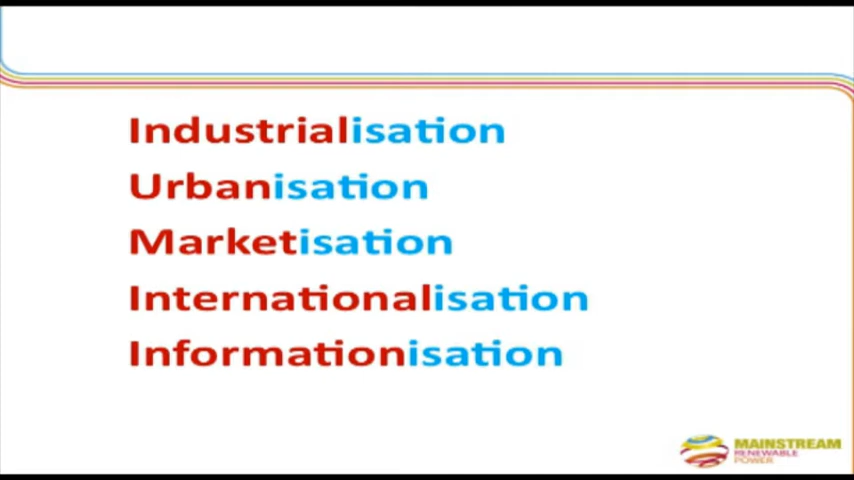 Industrialisation
Urbanisation
Marketisation
Internationalisation
Informationisation
MAINSTREAM
RENEWABLE
POWER